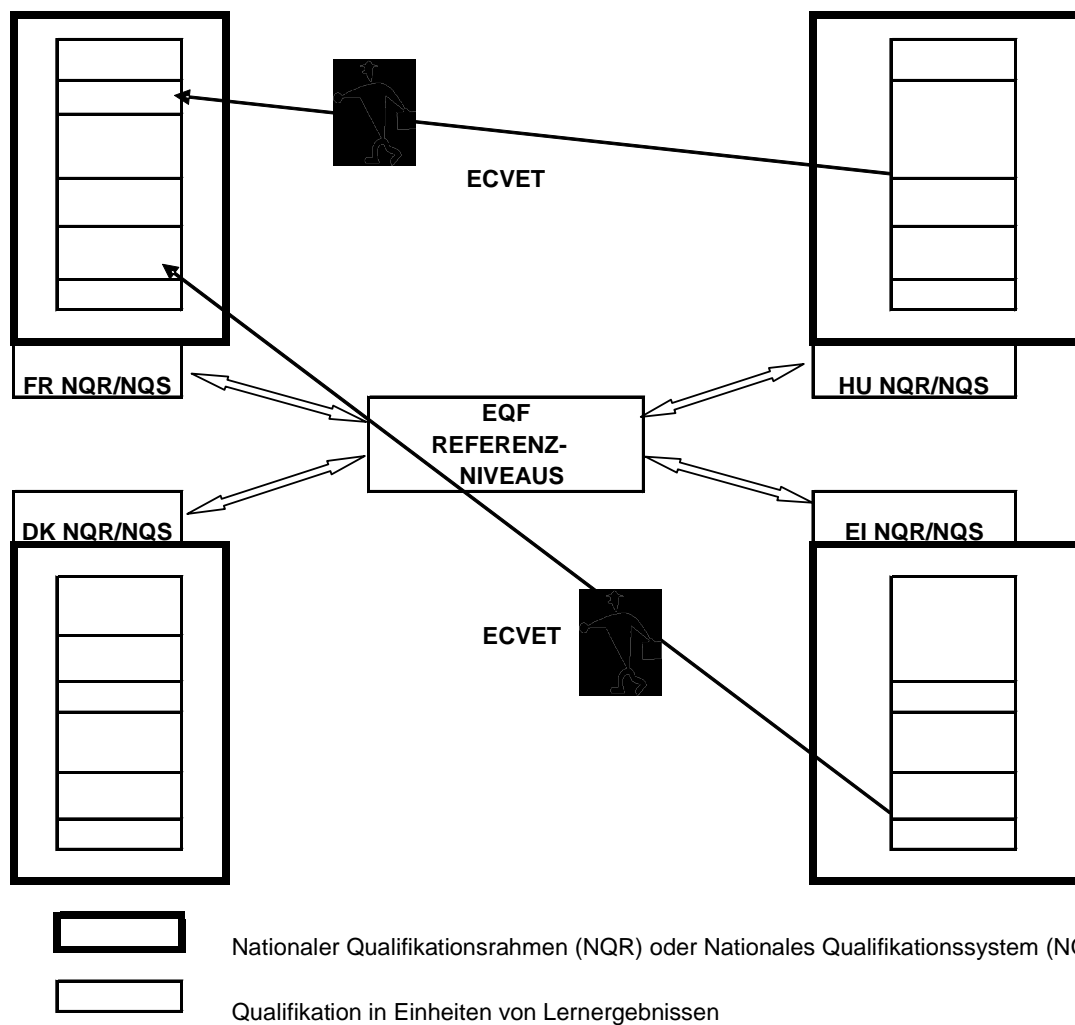 ECVET
FR NQR/NQS
HU NQR/NQS
EQF
REFERENZ-
NIVEAUS
DK NQR/NQS
EI NQR/NQS
ECVET
Nationaler Qualifikationsrahmen (NQR) oder Nationales Qualifikationssystem
Qualifikation in Einheiten von Lernergebnissen